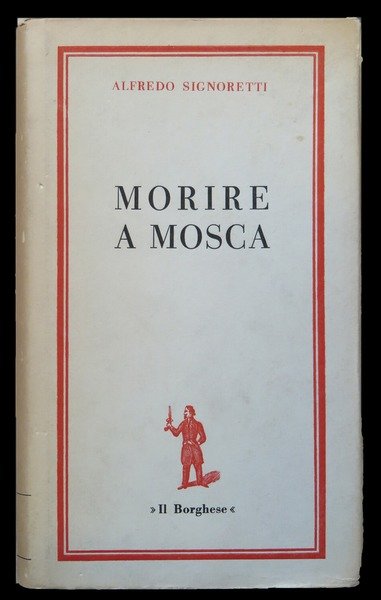 ALFREDO SIGNORETTI
MORIRE
A MOSCA
»Il Borghese«